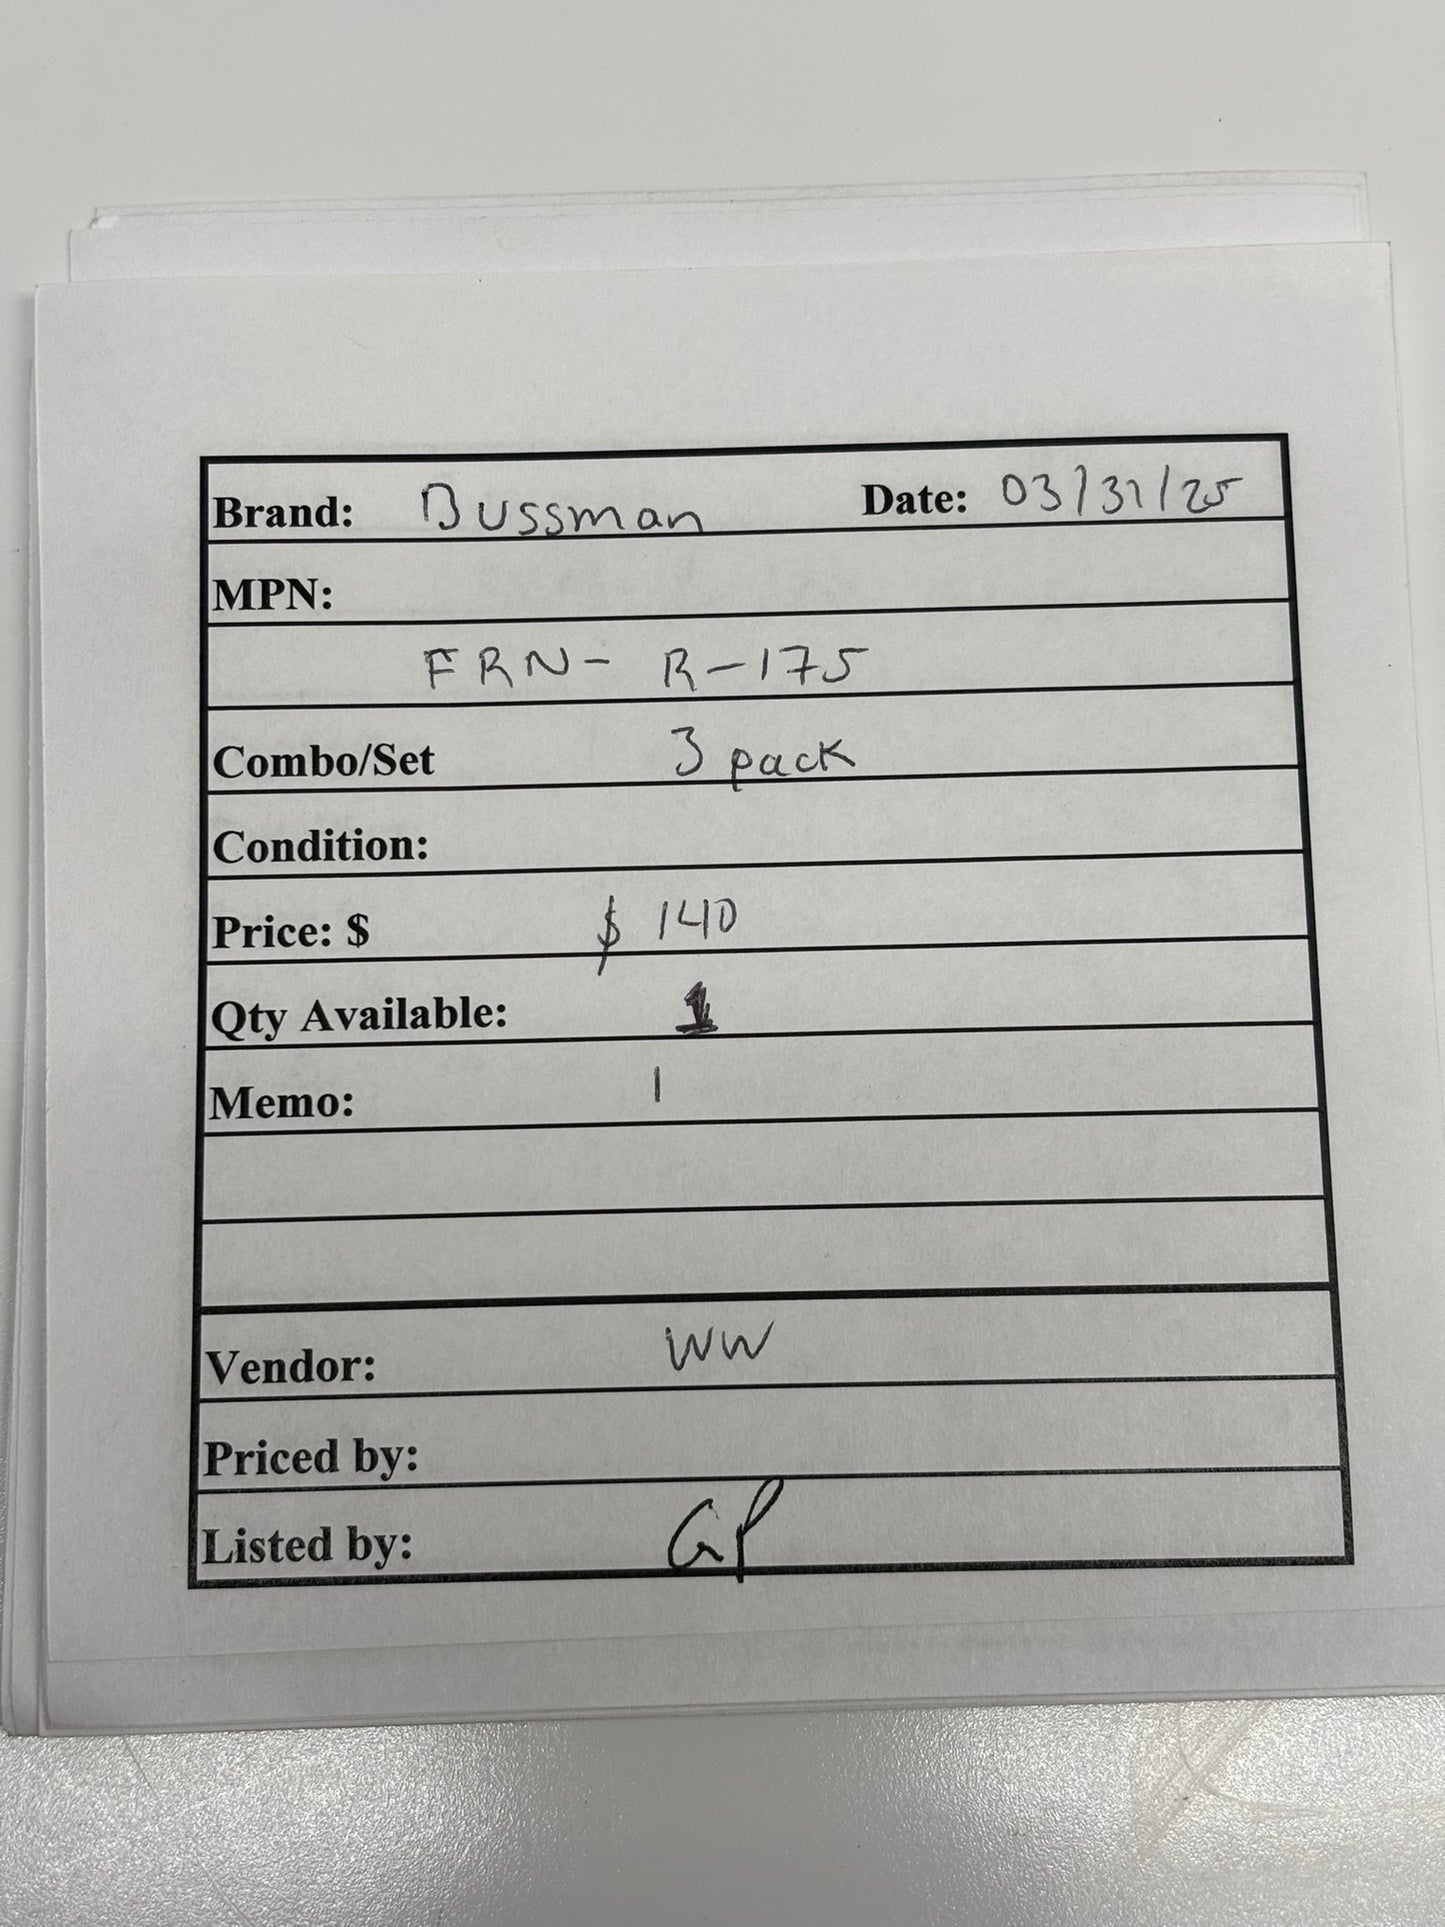 Brand: Bussman Date: 03/31/25
MPN:
FRN- R-175
Combo/Set 3 pack
Condition:
Price: $ $ 140
Qty Available: 1
Memo: 1
Vendor: WW
Priced by:
Listed by: GP